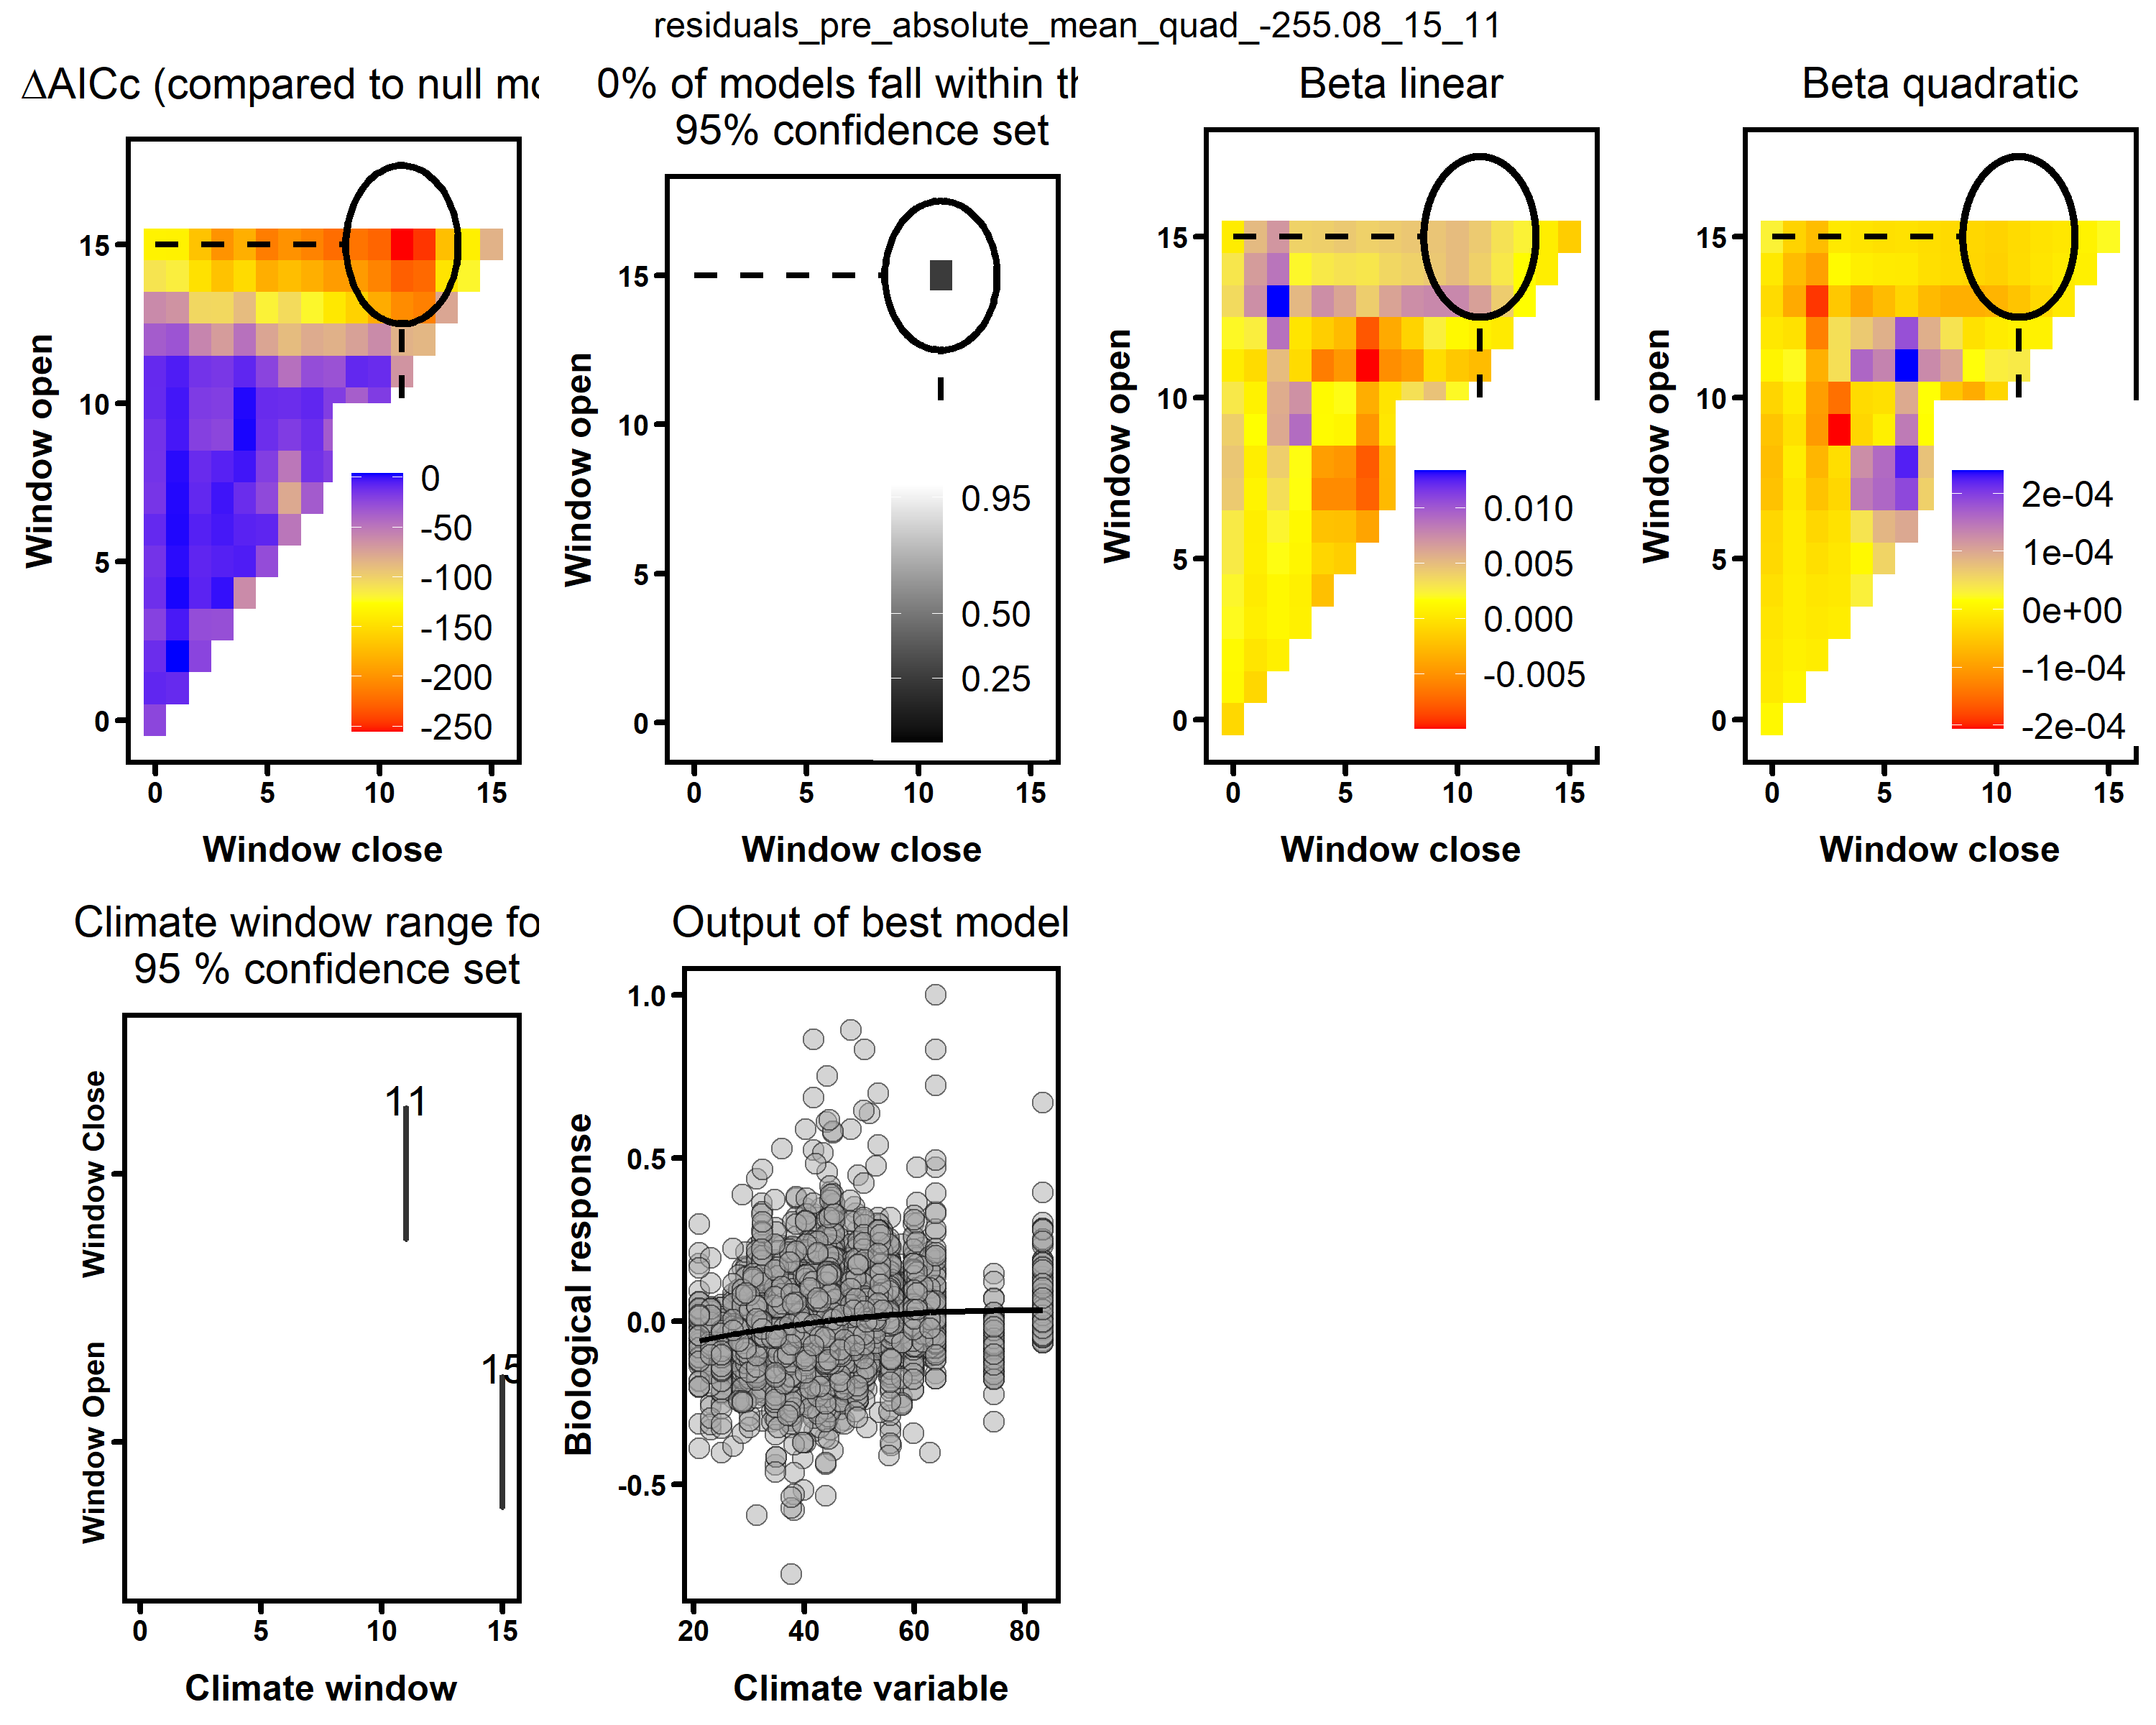 residuals_pre_absolute_mean_quad_-255.08_15_11
ΔAICc (compared to null mo
15
10
5
0
0 5 10 15
Window open
Window close
0
-50
-100
-150
-200
-250
0% of models fall within th
95% confidence set
15
10
5
0
0 5 10 15
Window open
Window close
0.95
0.50
0.25
Beta linear
15
10
5
0
0 5 10 15
Window open
Window close
0.010
0.005
0.000
-0.005
Beta quadratic
15
10
5
0
0 5 10 15
Window open
Window close
2e-04
1e-04
0e+00
-1e-04
-2e-04
Climate window range fo
95 % confidence set
Window Close
Window Open
11
15
0 5 10 15
Climate window
Output of best model
1.0
0.5
0.0
-0.5
20 40 60 80
Biological response
Climate variable